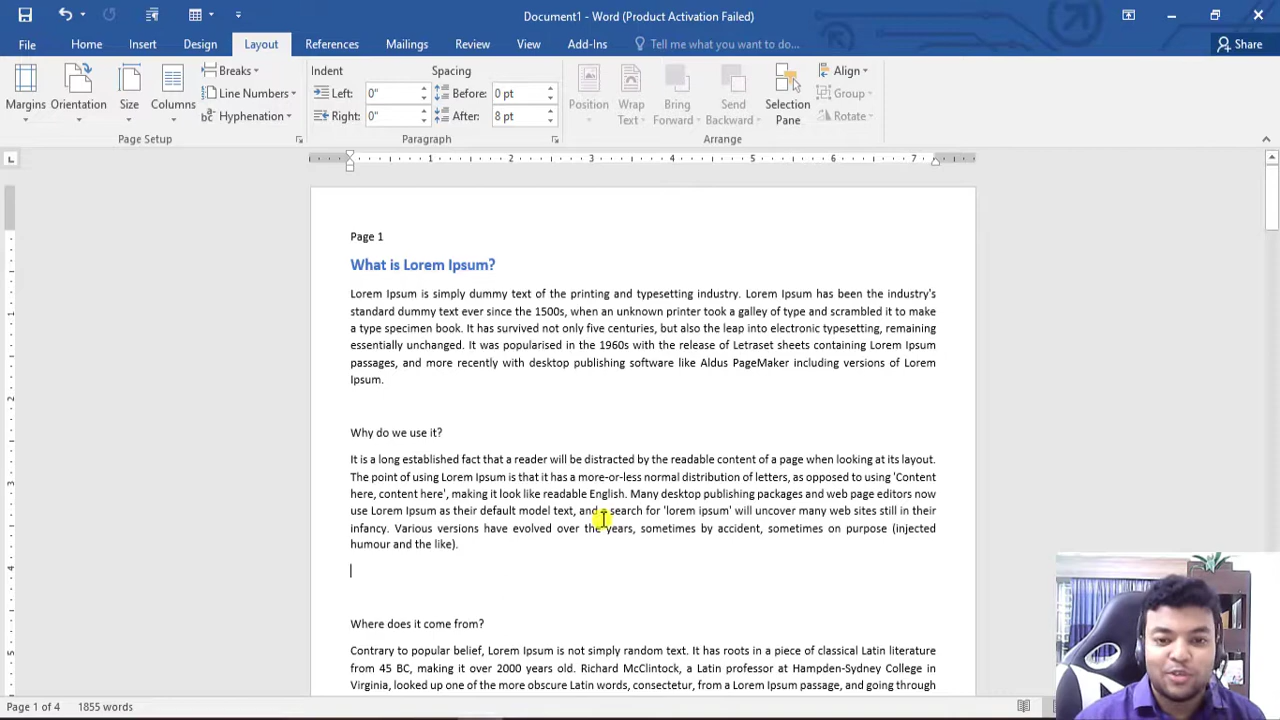 Document1 - Word (Product Activation Failed)
File Home Insert Design Layout References Mailings Review View Add-Ins Tell me what you want to do... Share
Margins Orientation Size Columns
Breaks
Line Numbers
Hyphenation
Page Setup
Indent
Left: 0"
Right: 0"
Spacing
Before: 0 pt
After: 8 pt
Paragraph
Position
Wrap Text
Bring Forward
Send Backward
Selection Pane
Align
Group
Rotate
Arrange
1 2 3 4 5 6 7
1
2
3
4
5
Page 1
What is Lorem Ipsum?
Lorem Ipsum is simply dummy text of the printing and typesetting industry. Lorem Ipsum has been the industry's
standard dummy text ever since the 1500s, when an unknown printer took a galley of type and scrambled it to make
a type specimen book. It has survived not only five centuries, but also the leap into electronic typesetting, remaining
essentially unchanged. It was popularised in the 1960s with the release of Letraset sheets containing Lorem Ipsum
passages, and more recently with desktop publishing software like Aldus PageMaker including versions of Lorem
Ipsum.
Why do we use it?
It is a long established fact that a reader will be distracted by the readable content of a page when looking at its layout.
The point of using Lorem Ipsum is that it has a more-or-less normal distribution of letters, as opposed to using 'Content
here, content here', making it look like readable English. Many desktop publishing packages and web page editors now
use Lorem Ipsum as their default model text, and a search for 'lorem ipsum' will uncover many web sites still in their
infancy. Various versions have evolved over the years, sometimes by accident, sometimes on purpose (injected
humour and the like).
Where does it come from?
Contrary to popular belief, Lorem Ipsum is not simply random text. It has roots in a piece of classical Latin literature
from 45 BC, making it over 2000 years old. Richard McClintock, a Latin professor at Hampden-Sydney College in
Virginia, looked up one of the more obscure Latin words, consectetur, from a Lorem Ipsum passage, and going through
Page 1 of 4 1855 words